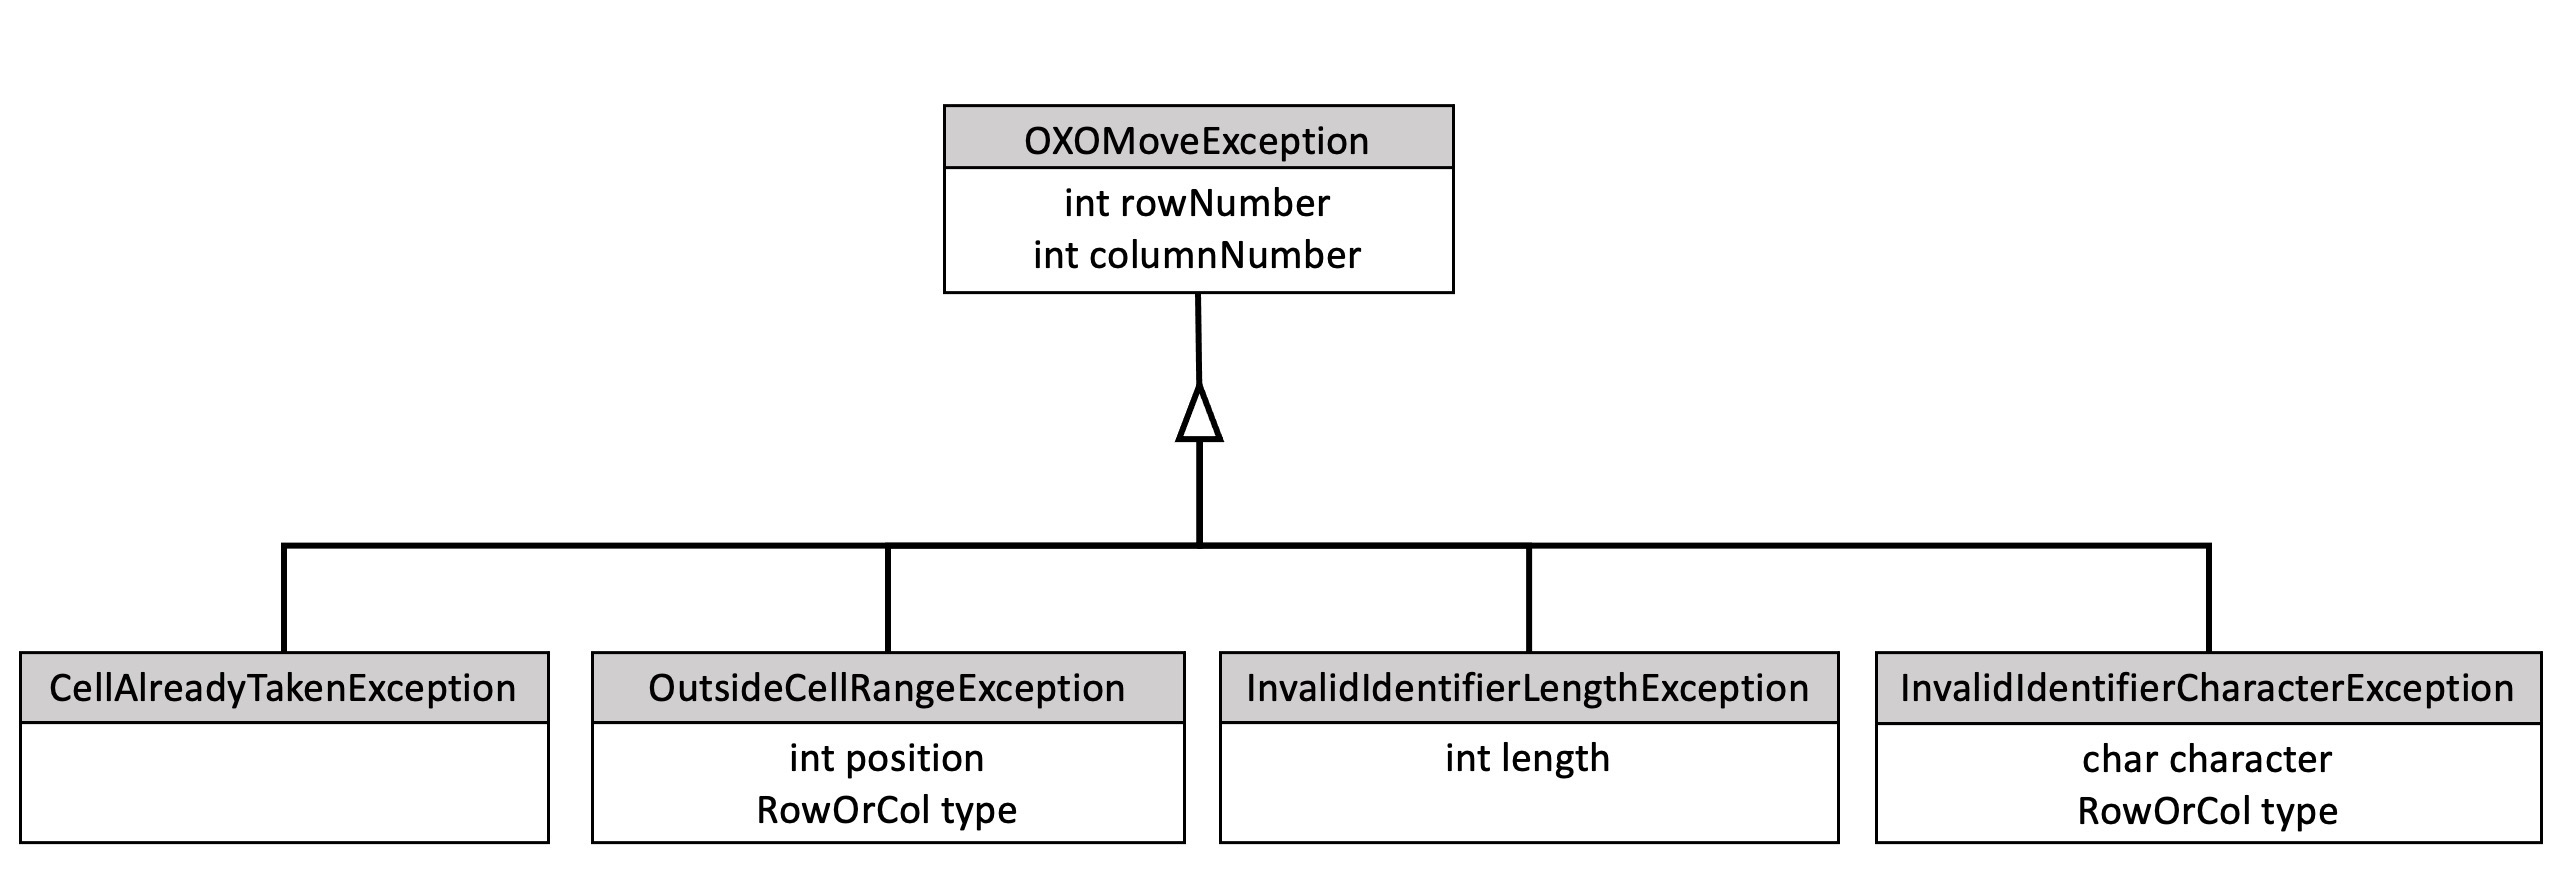 OXOMoveException
int rowNumber
int columnNumber
CellAlreadyTakenException
OutsideCellRangeException
int position
RowOrCol type
InvalidIdentifierLengthException
int length
InvalidIdentifierCharacterException
char character
RowOrCol type